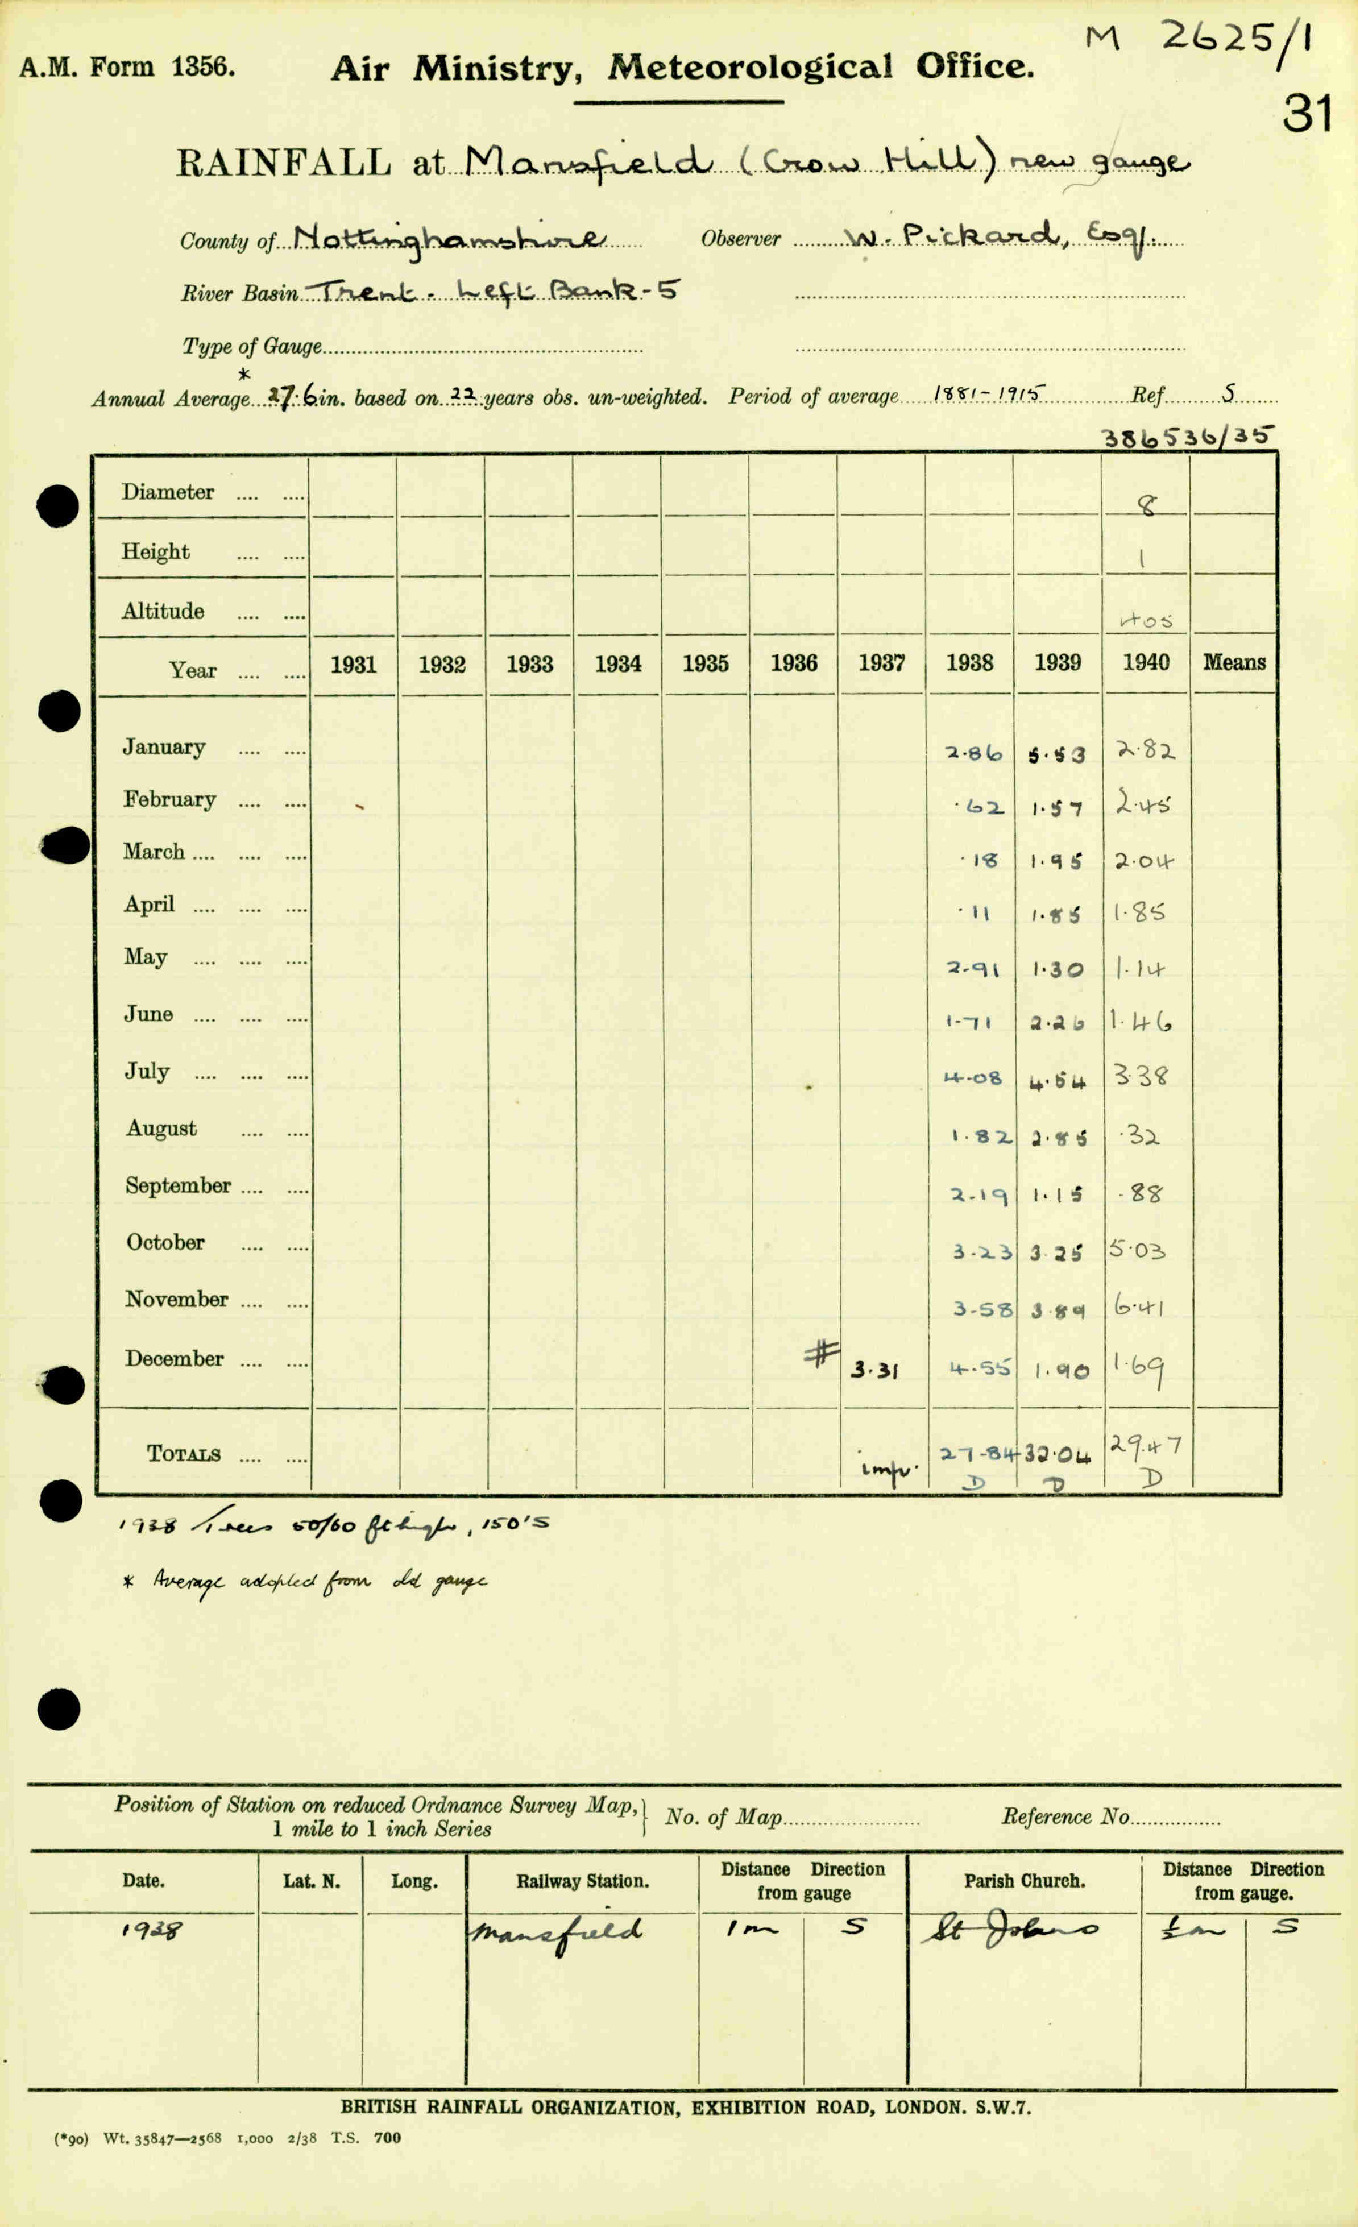 M 2625/1
A.M. Form 1356. Air Ministry, Meteorological Office.
31
RAINFALL at Mansfield (Crow Hill) new gauge
County of Nottinghamshire Observer W. Pickard, Esq.
River Basin Trent. Left Bank-5
Type of Gauge
*
Annual Average 27.6 in. based on 22 years obs. un-weighted. Period of average 1881-1915 Ref. S
386536/35
Diameter .... .... 8
Height .... .... 1
Altitude .... .... 405
Year .... .... 1931 1932 1933 1934 1935 1936 1937 1938 1939 1940 Means
January .... .... 2.86 5.53 2.82
February .... .... .62 1.57 2.45
March .... .... .... .18 1.95 2.04
April .... .... .... .11 1.85 1.85
May .... .... .... 2.91 1.30 1.14
June .... .... .... 1.71 2.26 1.46
July .... .... .... 4.08 4.54 3.38
August .... .... 1.82 2.85 .32
September .... .... 2.19 1.15 .88
October .... .... 3.23 3.25 5.03
November .... .... 3.58 3.89 6.41
December .... .... # 3.31 4.55 1.90 1.69
TOTALS .... .... imp. 27.84 32.04 29.47
D D D
1938 Trees 50/60 ft high, 150'S
* Average adopted from old gauge
Position of Station on reduced Ordnance Survey Map, } No. of Map Reference No.
1 mile to 1 inch Series
Date. Lat. N. Long. Railway Station. Distance Direction from gauge Parish Church. Distance Direction from gauge.
1938 Mansfield 1 m S St Johns ½ m S
BRITISH RAINFALL ORGANIZATION, EXHIBITION ROAD, LONDON. S.W.7.
(*90) Wt. 35847—2568 1,000 2/38 T.S. 700